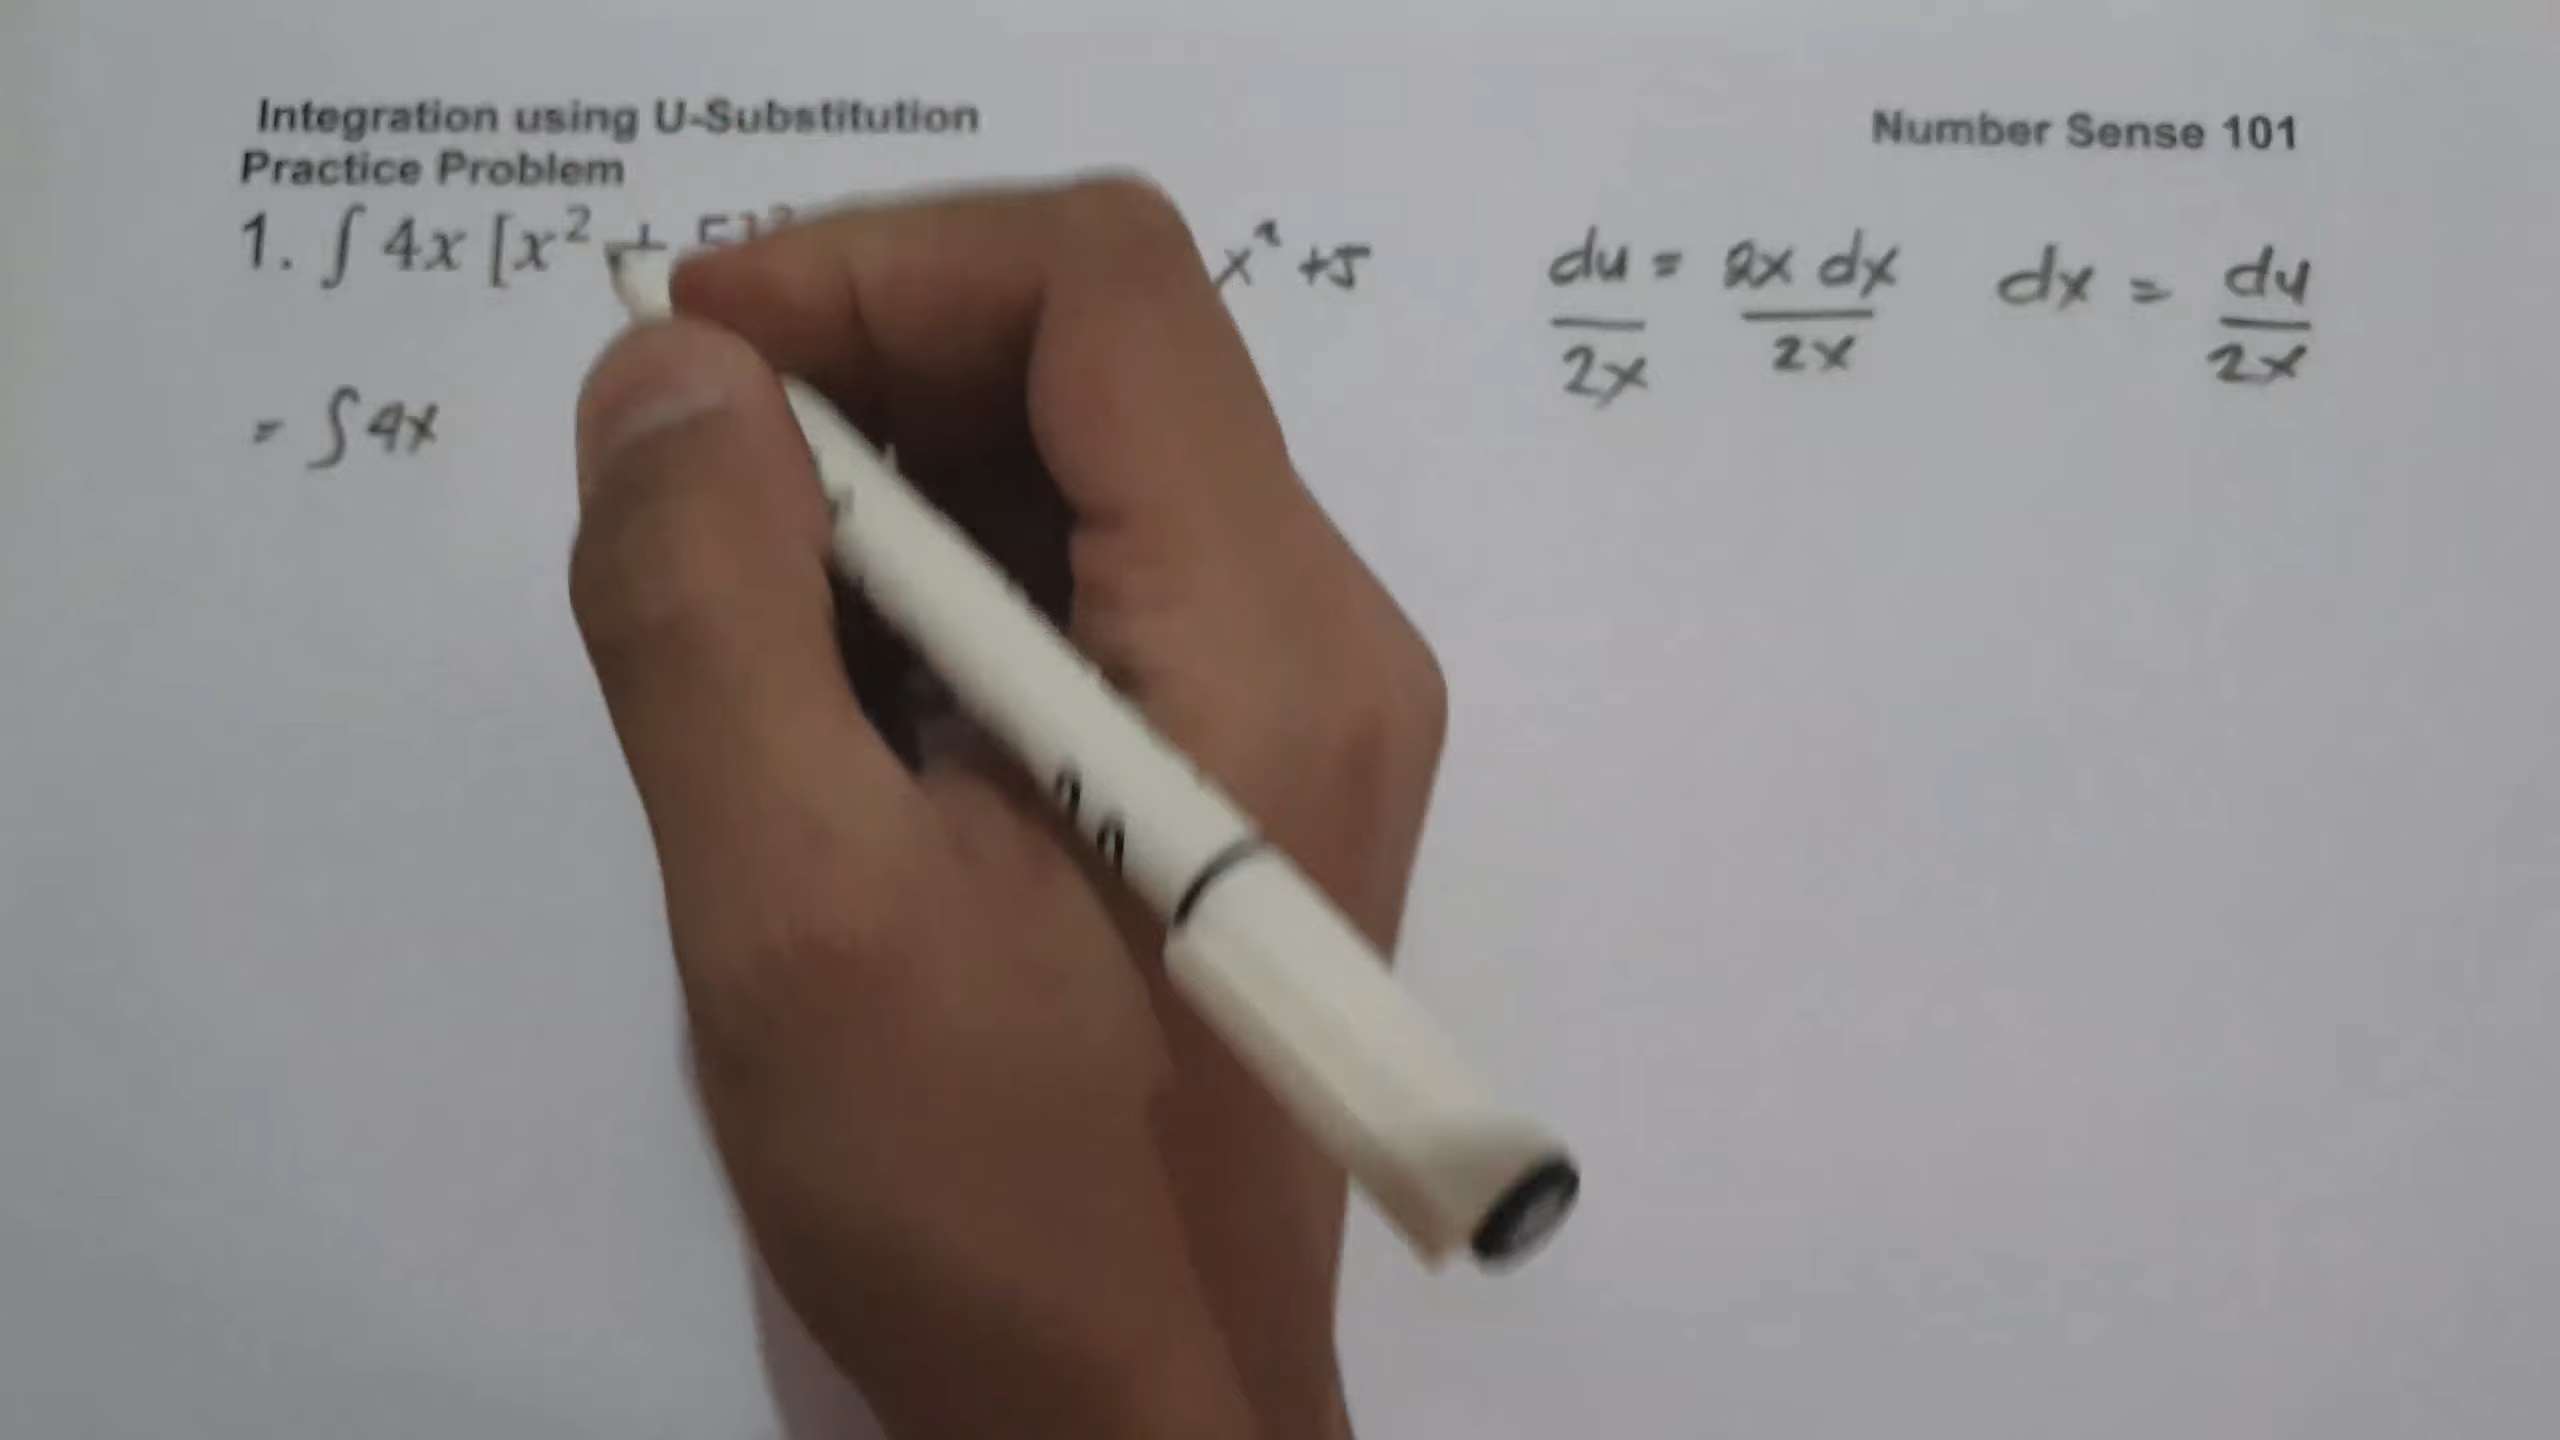 Integration using U-Substitution
Number Sense 101
Practice Problem
1. ∫ 4x [x² + 5]
x² +5
du/2x = 2x dx/2x
dx = du/2x
= ∫ 4x